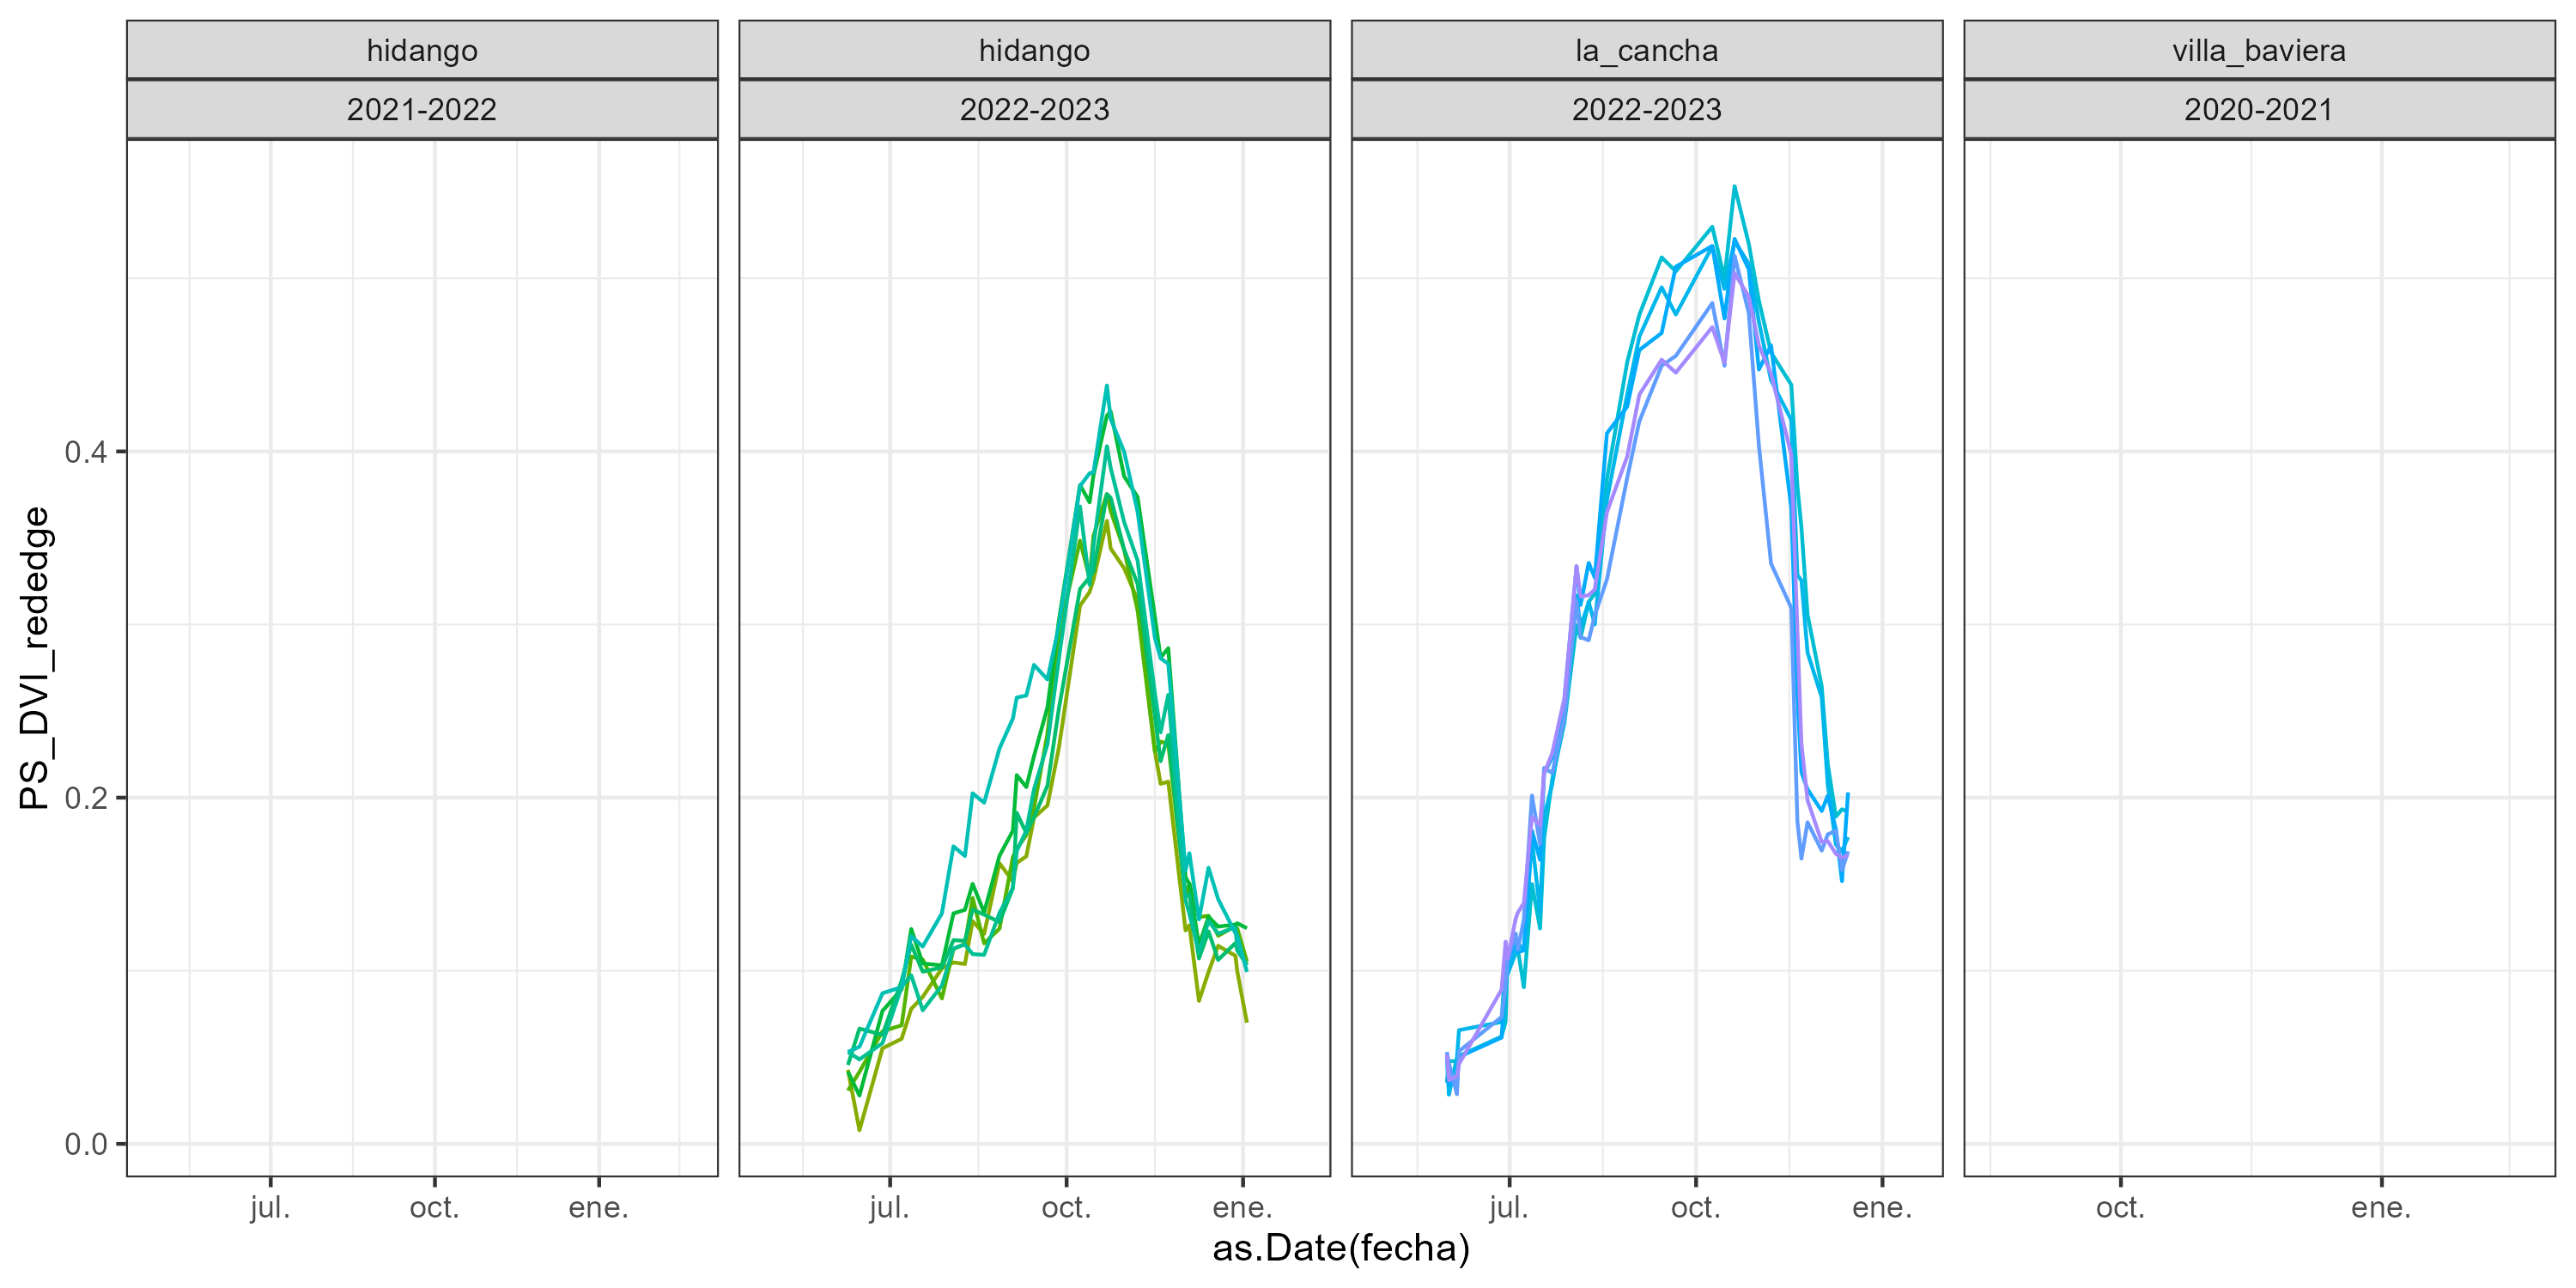 hidango
hidango
la_cancha
villa_baviera
2021-2022
2022-2023
2022-2023
2020-2021
PS_DVI_rededge
0.4
0.2
0.0
jul.
oct.
ene.
jul.
oct.
ene.
jul.
oct.
ene.
oct.
ene.
as.Date(fecha)